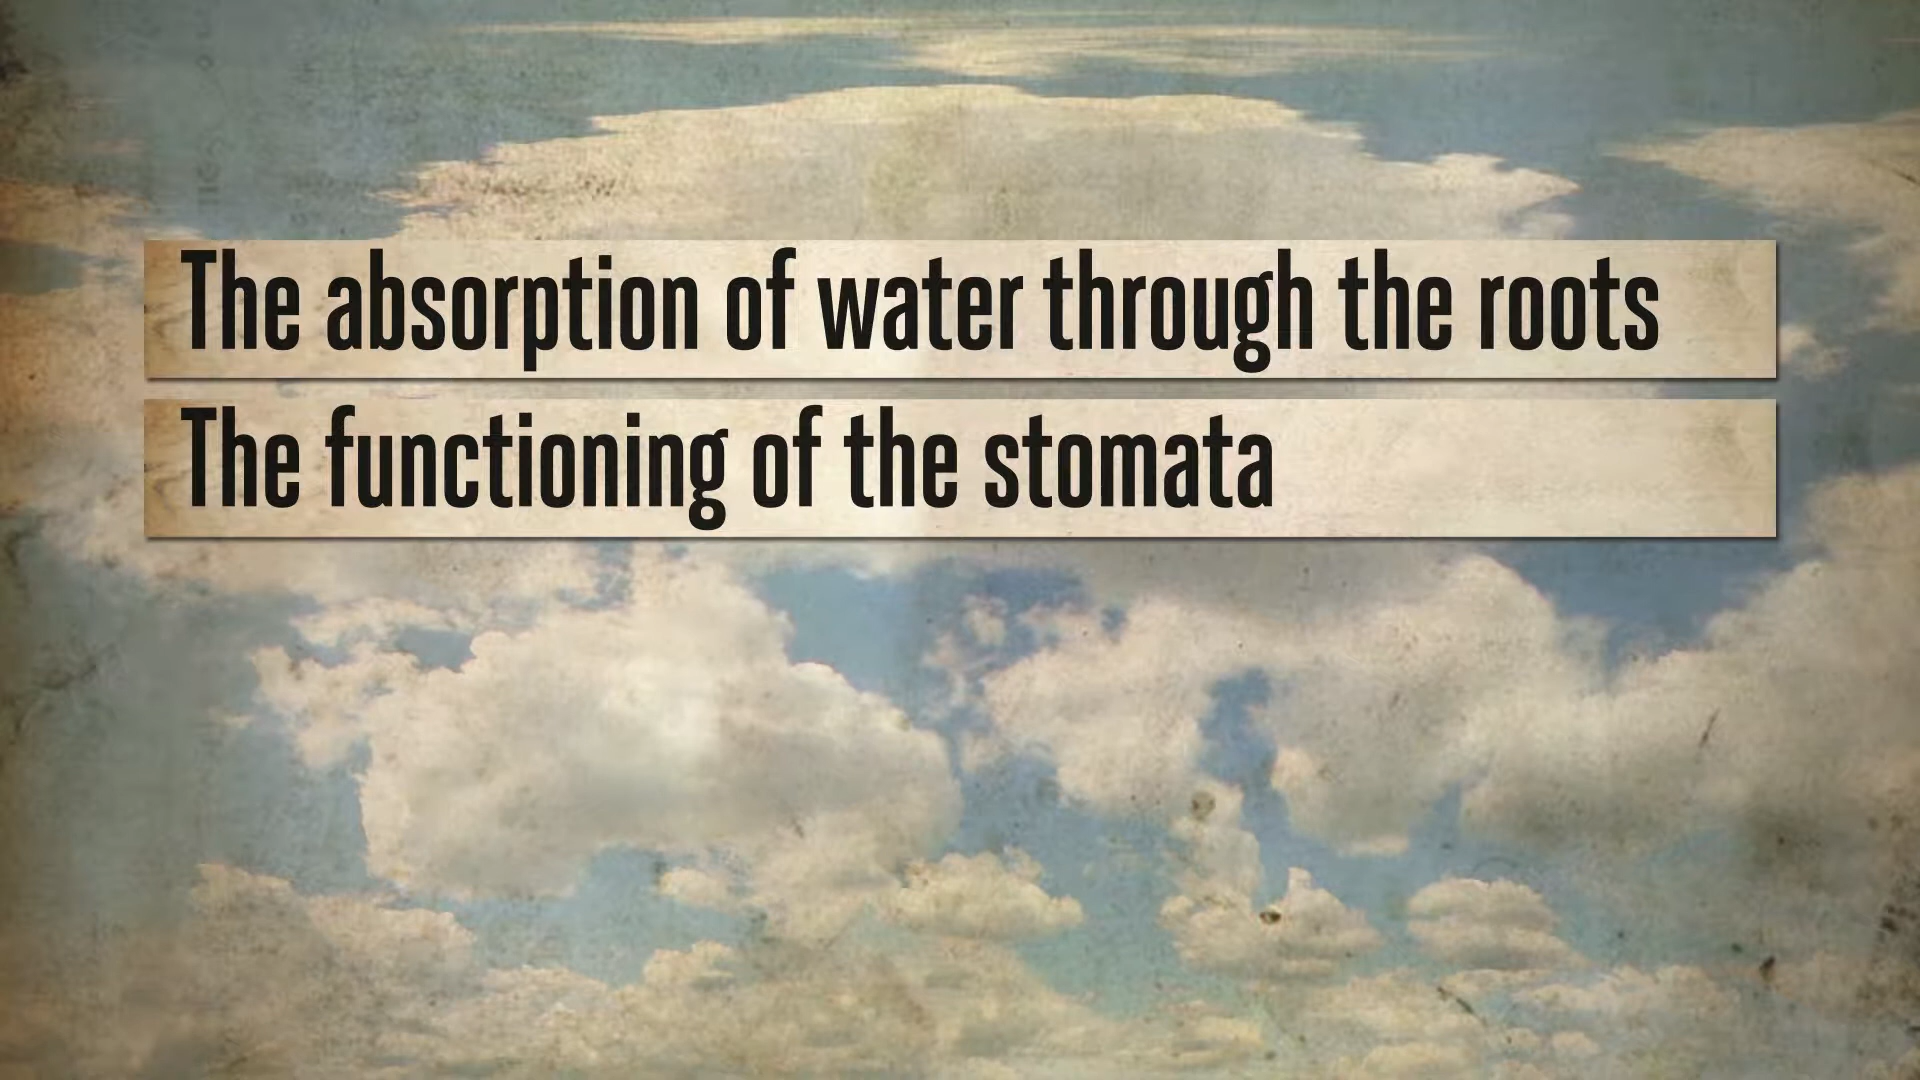 The absorption of water through the roots
The functioning of the stomata